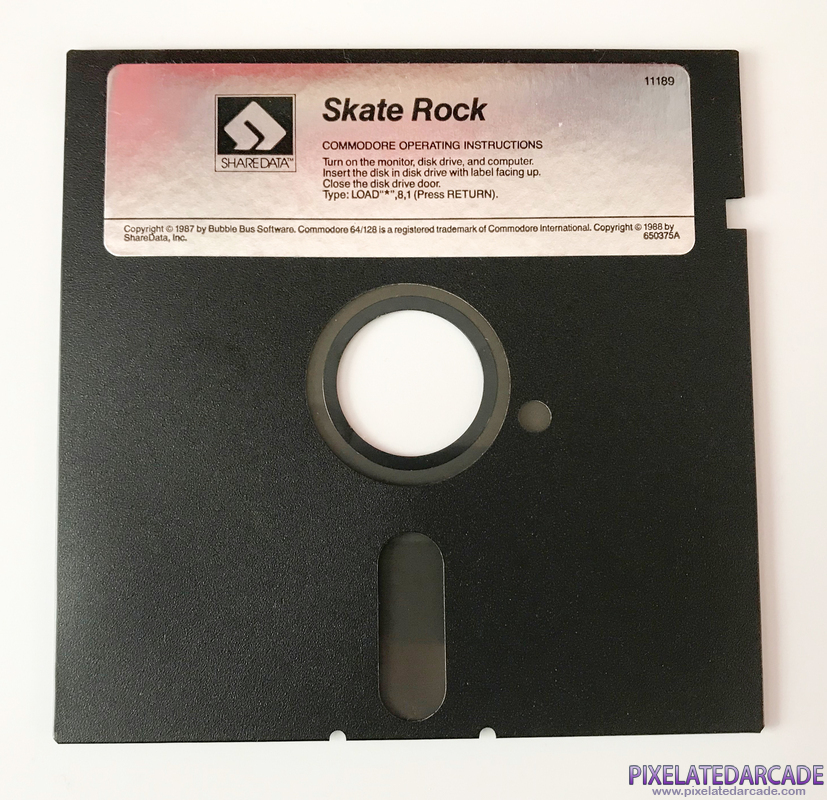 11189
Skate Rock
SHAREDATA™
COMMODORE OPERATING INSTRUCTIONS
Turn on the monitor, disk drive, and computer.
Insert the disk in disk drive with label facing up.
Close the disk drive door.
Type: LOAD"*",8,1 (Press RETURN).
Copyright © 1987 by Bubble Bus Software. Commodore 64/128 is a registered trademark of Commodore International. Copyright © 1988 by
ShareData, Inc. 650375A
PIXELATEDARCADE
www.pixelatedarcade.com